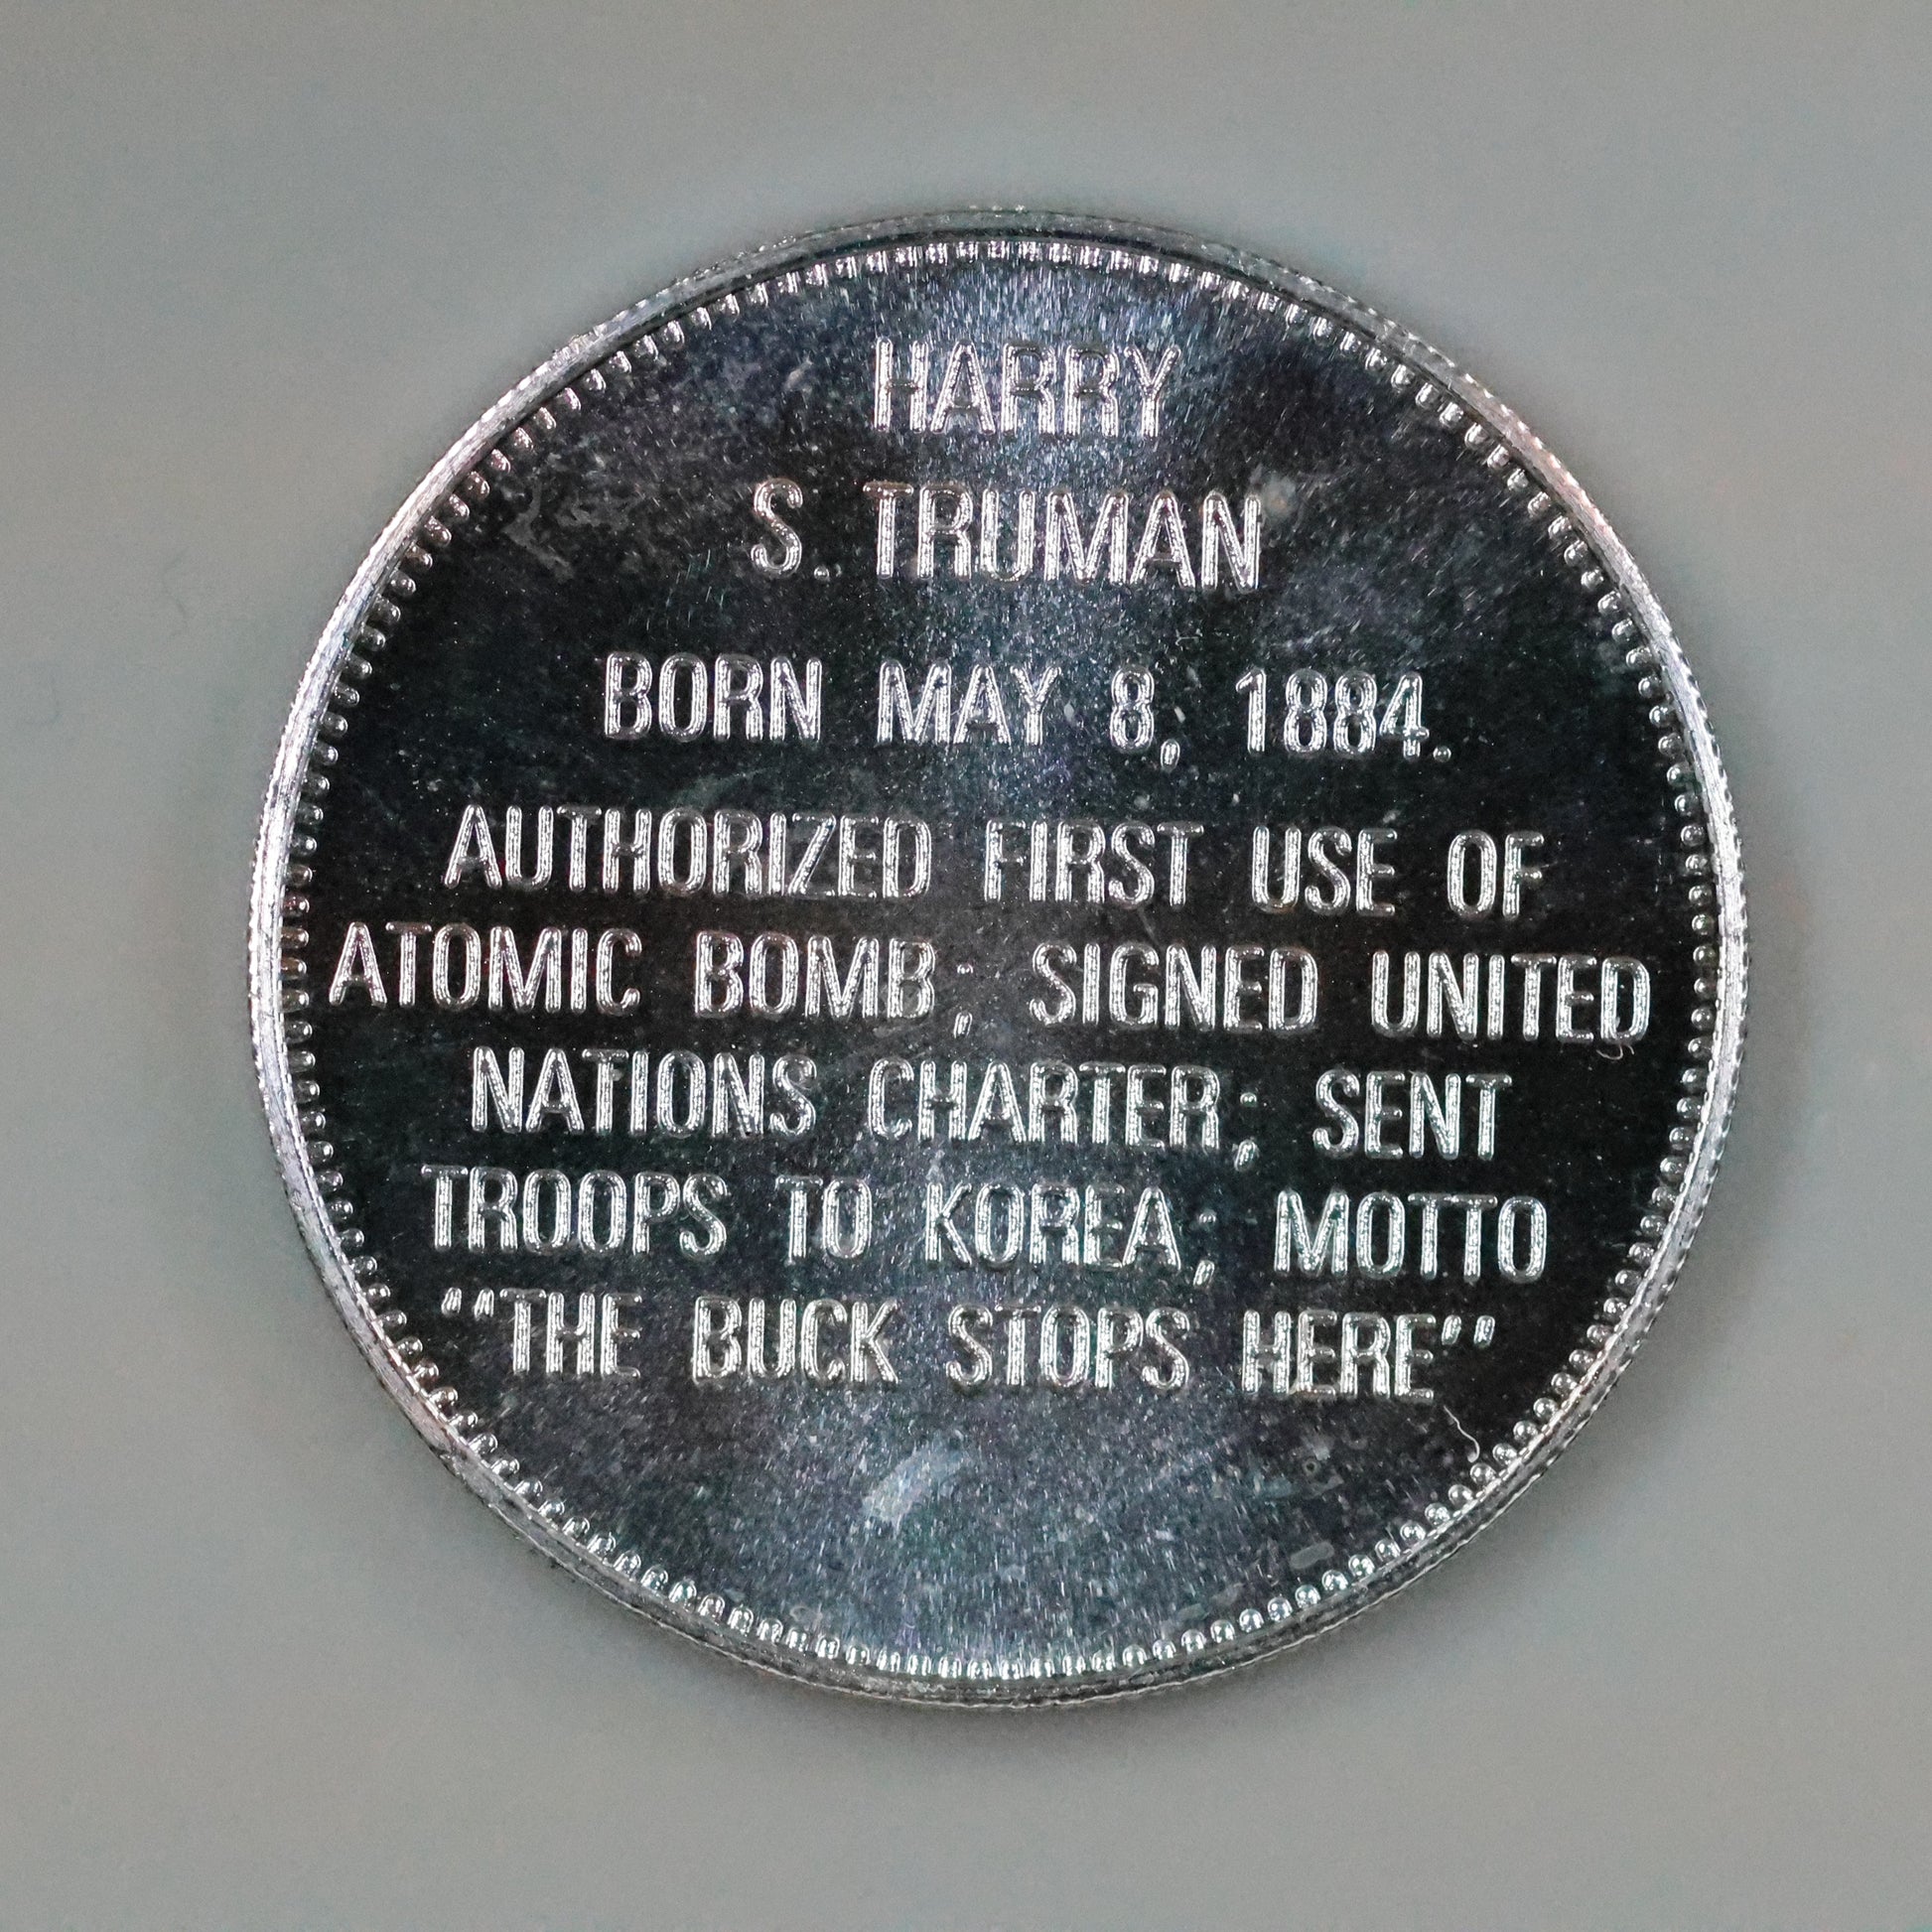 HARRY
S. TRUMAN
BORN MAY 8, 1884.
AUTHORIZED FIRST USE OF
ATOMIC BOMB; SIGNED UNITED
NATIONS CHARTER; SENT
TROOPS TO KOREA; MOTTO
“THE BUCK STOPS HERE”